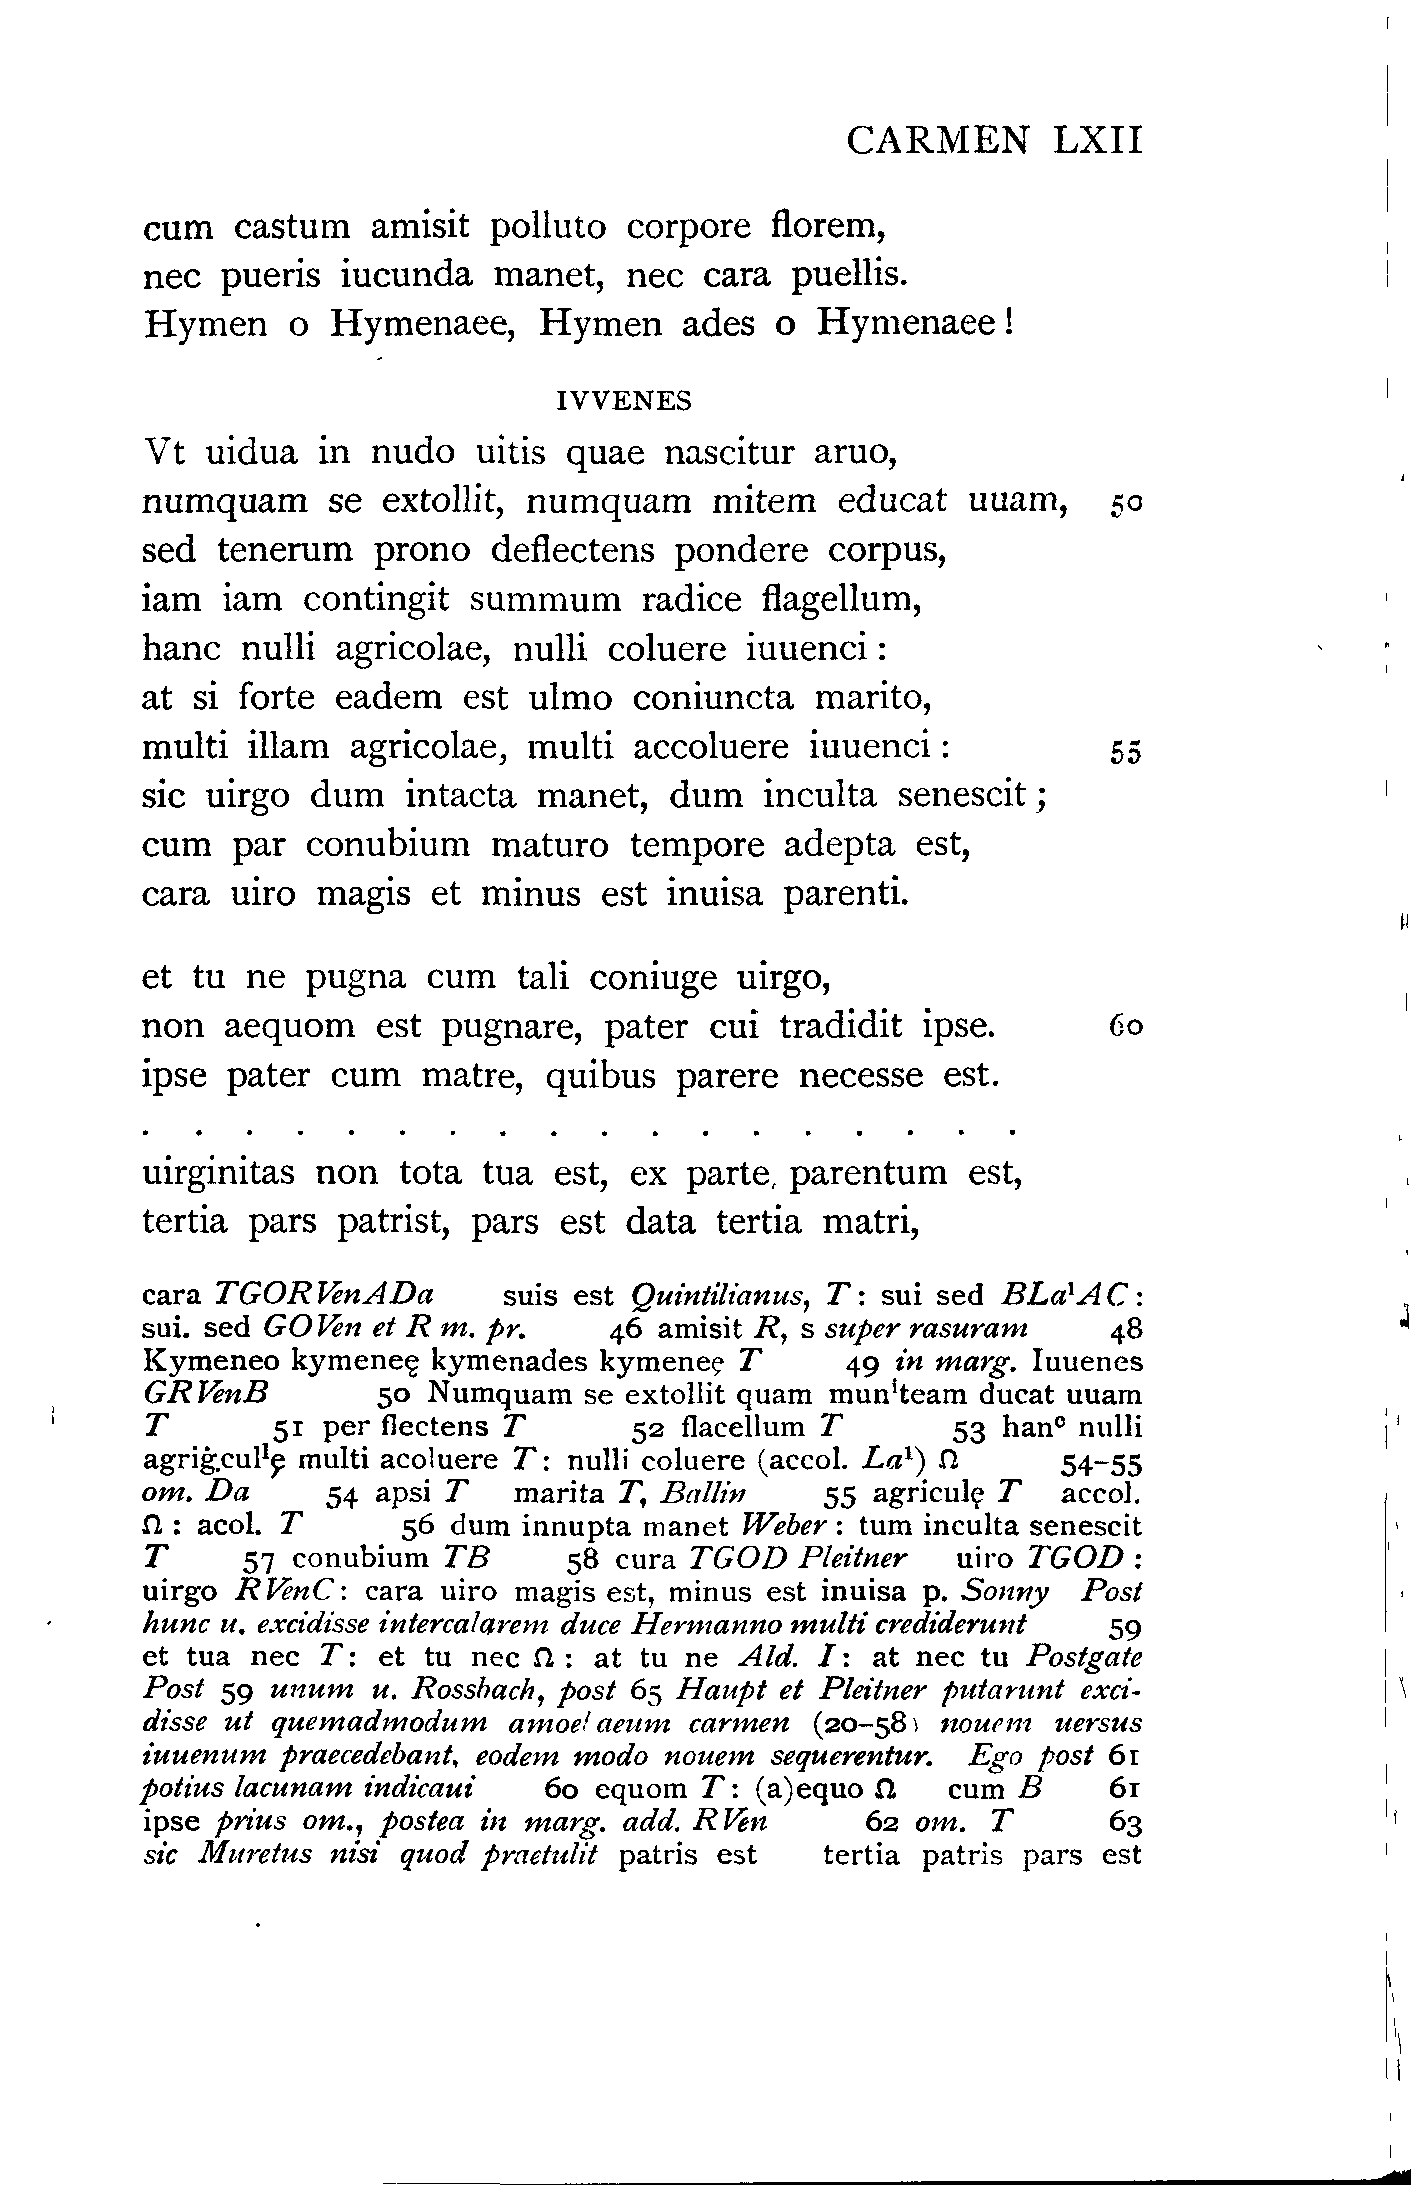 CARMEN LXII
cum castum amisit polluto corpore florem,
nec pueris iucunda manet, nec cara puellis.
Hymen o Hymenaee, Hymen ades o Hymenaee!
IVVENES
Vt uidua in nudo uitis quae nascitur aruo,
numquam se extollit, numquam mitem educat uuam, 50
sed tenerum prono deflectens pondere corpus,
iam iam contingit summum radice flagellum,
hanc nulli agricolae, nulli coluere iuuenci :
at si forte eadem est ulmo coniuncta marito,
multi illam agricolae, multi accoluere iuuenci : 55
sic uirgo dum intacta manet, dum inculta senescit ;
cum par conubium maturo tempore adepta est,
cara uiro magis et minus est inuisa parenti.
et tu ne pugna cum tali coniuge uirgo,
non aequom est pugnare, pater cui tradidit ipse. 60
ipse pater cum matre, quibus parere necesse est.
. . . . . . . . . . . . . . . . . .
uirginitas non tota tua est, ex parte parentum est,
tertia pars patrist, pars est data tertia matri,
cara TGORVenADa suis est Quintilianus, T : sui sed BLa¹AC :
sui. sed GOVen et R m. pr. 46 amisit R, s super rasuram 48
Kymeneo kymeneę kymenades kymeneę T 49 in marg. Iuuenes
GRVenB 50 Numquam se extollit quam munⁱteam ducat uuam
T 51 per flectens T 52 flacellum T 53 hanᶜ nulli
multi acoluere T : nulli coluere (accol. La¹) Ω 54–55
om. Da 54 apsi T marita T, Ballin 55 agriculę T accol.
Ω : acol. T 56 dum innupta manet Weber : tum inculta senescit
T 57 conubium TB 58 cura TGOD Pleitner uiro TGOD :
uirgo RVenC : cara uiro magis est, minus est inuisa p. Sonny Post
hunc u. excidisse intercalarem duce Hermanno multi crediderunt 59
et tua nec T : et tu nec Ω : at tu ne Ald. I : at nec tu Postgate
Post 59 unum u. Rossbach, post 65 Haupt et Pleitner putarunt exci-
disse ut quemadmodum amoebaeum carmen (20–58) nouem uersus
iuuenum praecedebant, eodem modo nouem sequerentur. Ego post 61
potius lacunam indicaui 60 equom T : (a)equo Ω cum B 61
ipse prius om., postea in marg. add. RVen 62 om. T 63
sic Muretus nisi quod praetulit patris est tertia patris pars est